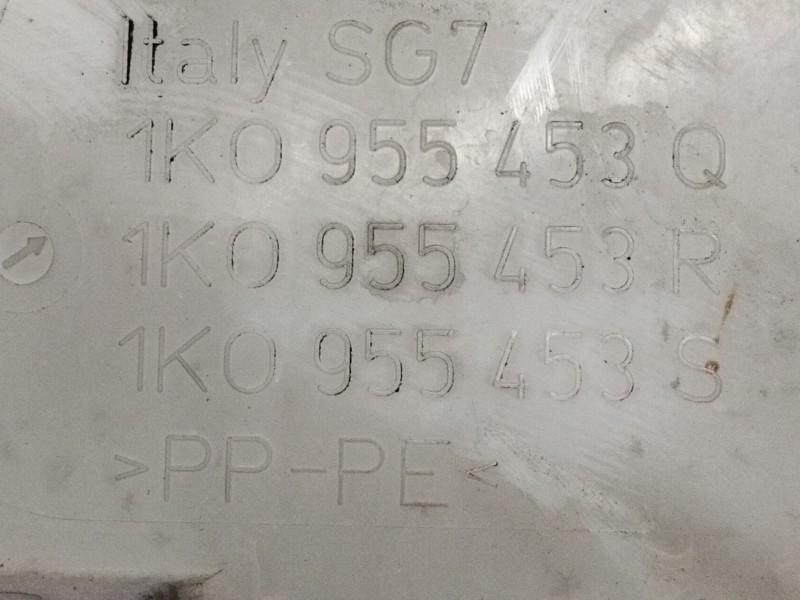 Italy SG7
1K0 955 453 Q
1K0 955 453 R
1K0 955 453 S
>PP-PE<